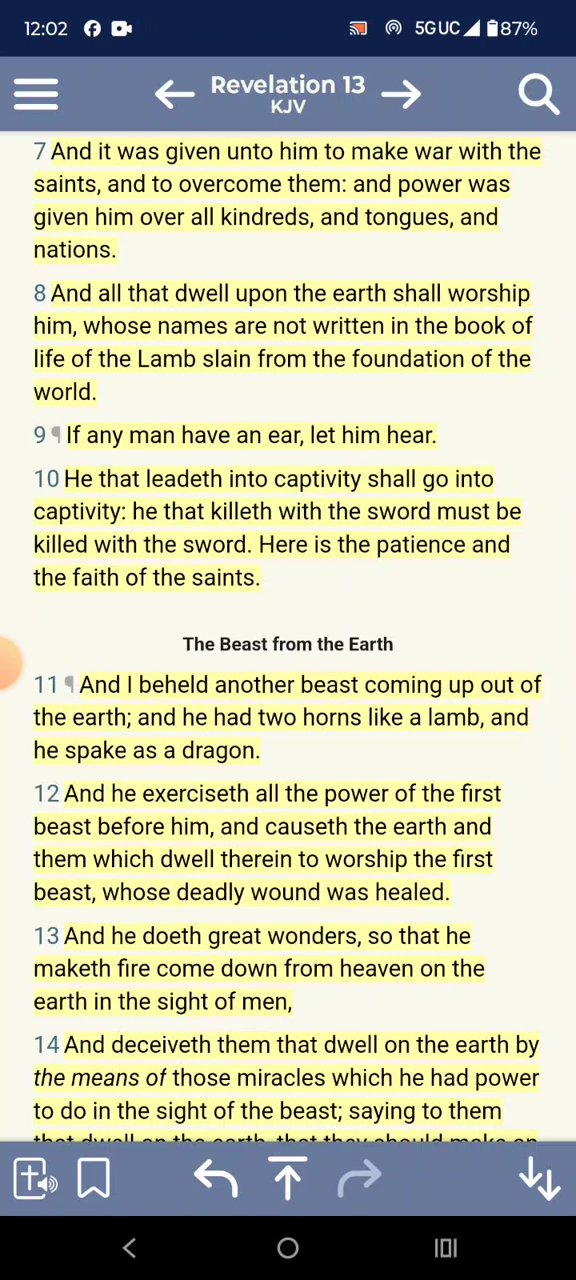 12:02 5G UC 87%
Revelation 13
KJV
7 And it was given unto him to make war with the
saints, and to overcome them: and power was
given him over all kindreds, and tongues, and
nations.
8 And all that dwell upon the earth shall worship
him, whose names are not written in the book of
life of the Lamb slain from the foundation of the
world.
9 ¶ If any man have an ear, let him hear.
10 He that leadeth into captivity shall go into
captivity: he that killeth with the sword must be
killed with the sword. Here is the patience and
the faith of the saints.
The Beast from the Earth
11 ¶ And I beheld another beast coming up out of
the earth; and he had two horns like a lamb, and
he spake as a dragon.
12 And he exerciseth all the power of the first
beast before him, and causeth the earth and
them which dwell therein to worship the first
beast, whose deadly wound was healed.
13 And he doeth great wonders, so that he
maketh fire come down from heaven on the
earth in the sight of men,
14 And deceiveth them that dwell on the earth by
the means of those miracles which he had power
to do in the sight of the beast; saying to them
that dwell on the earth, that they should make an